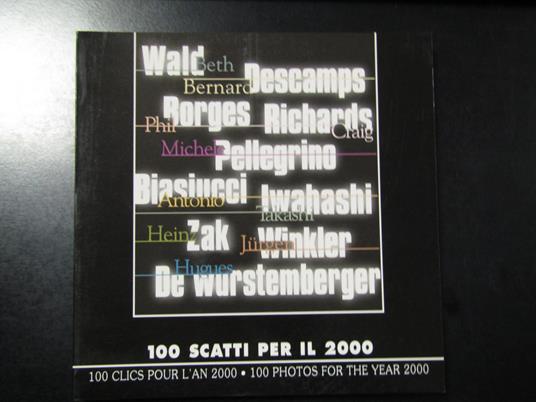 Wald Beth
Bernard Descamps
Borges Richards
Phil Craig
Michele Pellegrino
Biasiucci Iwahashi
Antonio Takashi
Heinz Zak Jürgen Winkler
Hugues
De wurstemberger
100 SCATTI PER IL 2000
100 CLICS POUR L'AN 2000 • 100 PHOTOS FOR THE YEAR 2000